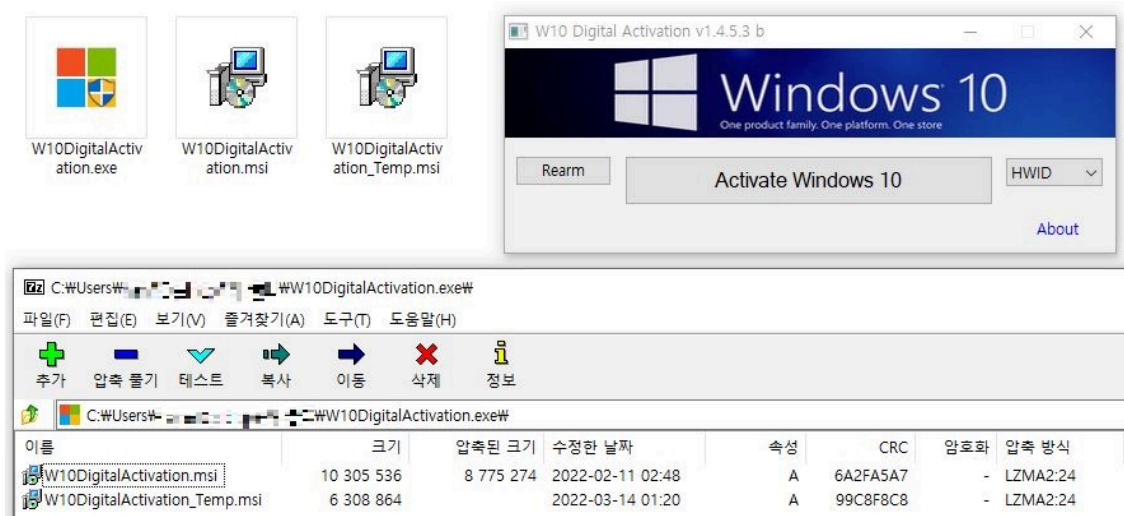 W10DigitalActiv
ation.exe
W10DigitalActiv
ation.msi
W10DigitalActiv
ation_Temp.msi
W10 Digital Activation v1.4.5.3 b
Windows 10
One product family. One platform. One store
Rearm
Activate Windows 10
HWID
About
C:₩Users₩ ₩W10DigitalActivation.exe₩
파일(F) 편집(E) 보기(V) 즐겨찾기(A) 도구(T) 도움말(H)
추가 압축 풀기 테스트 복사 이동 삭제 정보
C:₩Users₩ ₩W10DigitalActivation.exe₩
이름 크기 압축된 크기 수정한 날짜 속성 CRC 암호화 압축 방식
W10DigitalActivation.msi 10 305 536 8 775 274 2022-02-11 02:48 A 6A2FA5A7 - LZMA2:24
W10DigitalActivation_Temp.msi 6 308 864 2022-03-14 01:20 A 99C8F8C8 - LZMA2:24